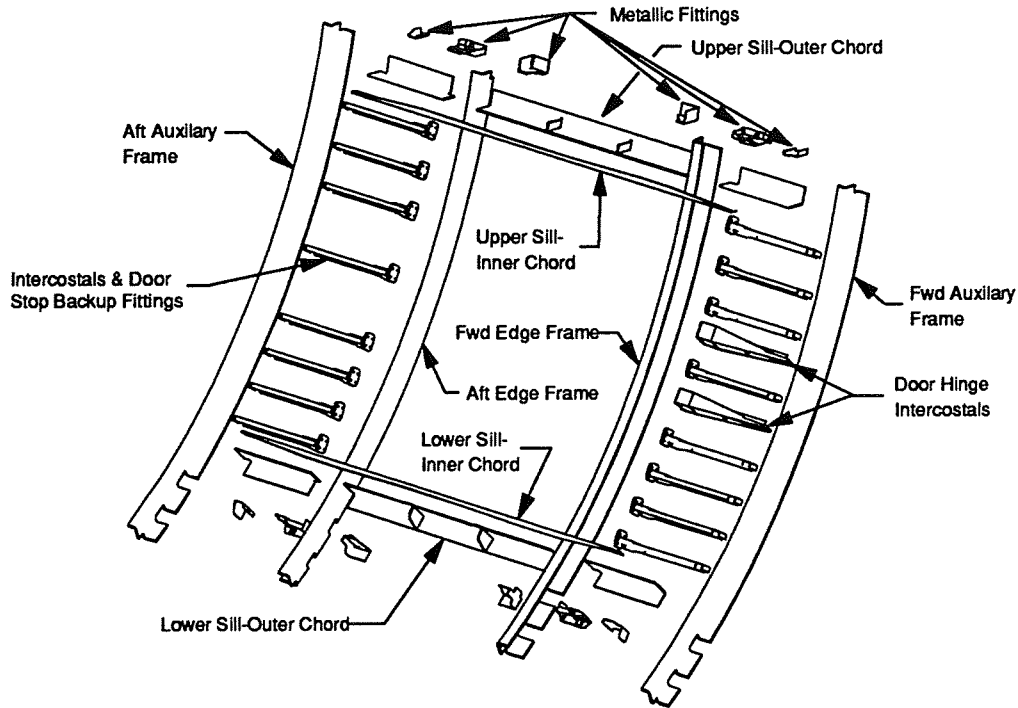 Metallic Fittings
Upper Sill-Outer Chord
Aft Auxilary
Frame
Upper Sill-
Inner Chord
Intercostals & Door
Stop Backup Fittings
Fwd Auxilary
Frame
Fwd Edge Frame
Aft Edge Frame
Door Hinge
Intercostals
Lower Sill-
Inner Chord
Lower Sill-Outer Chord